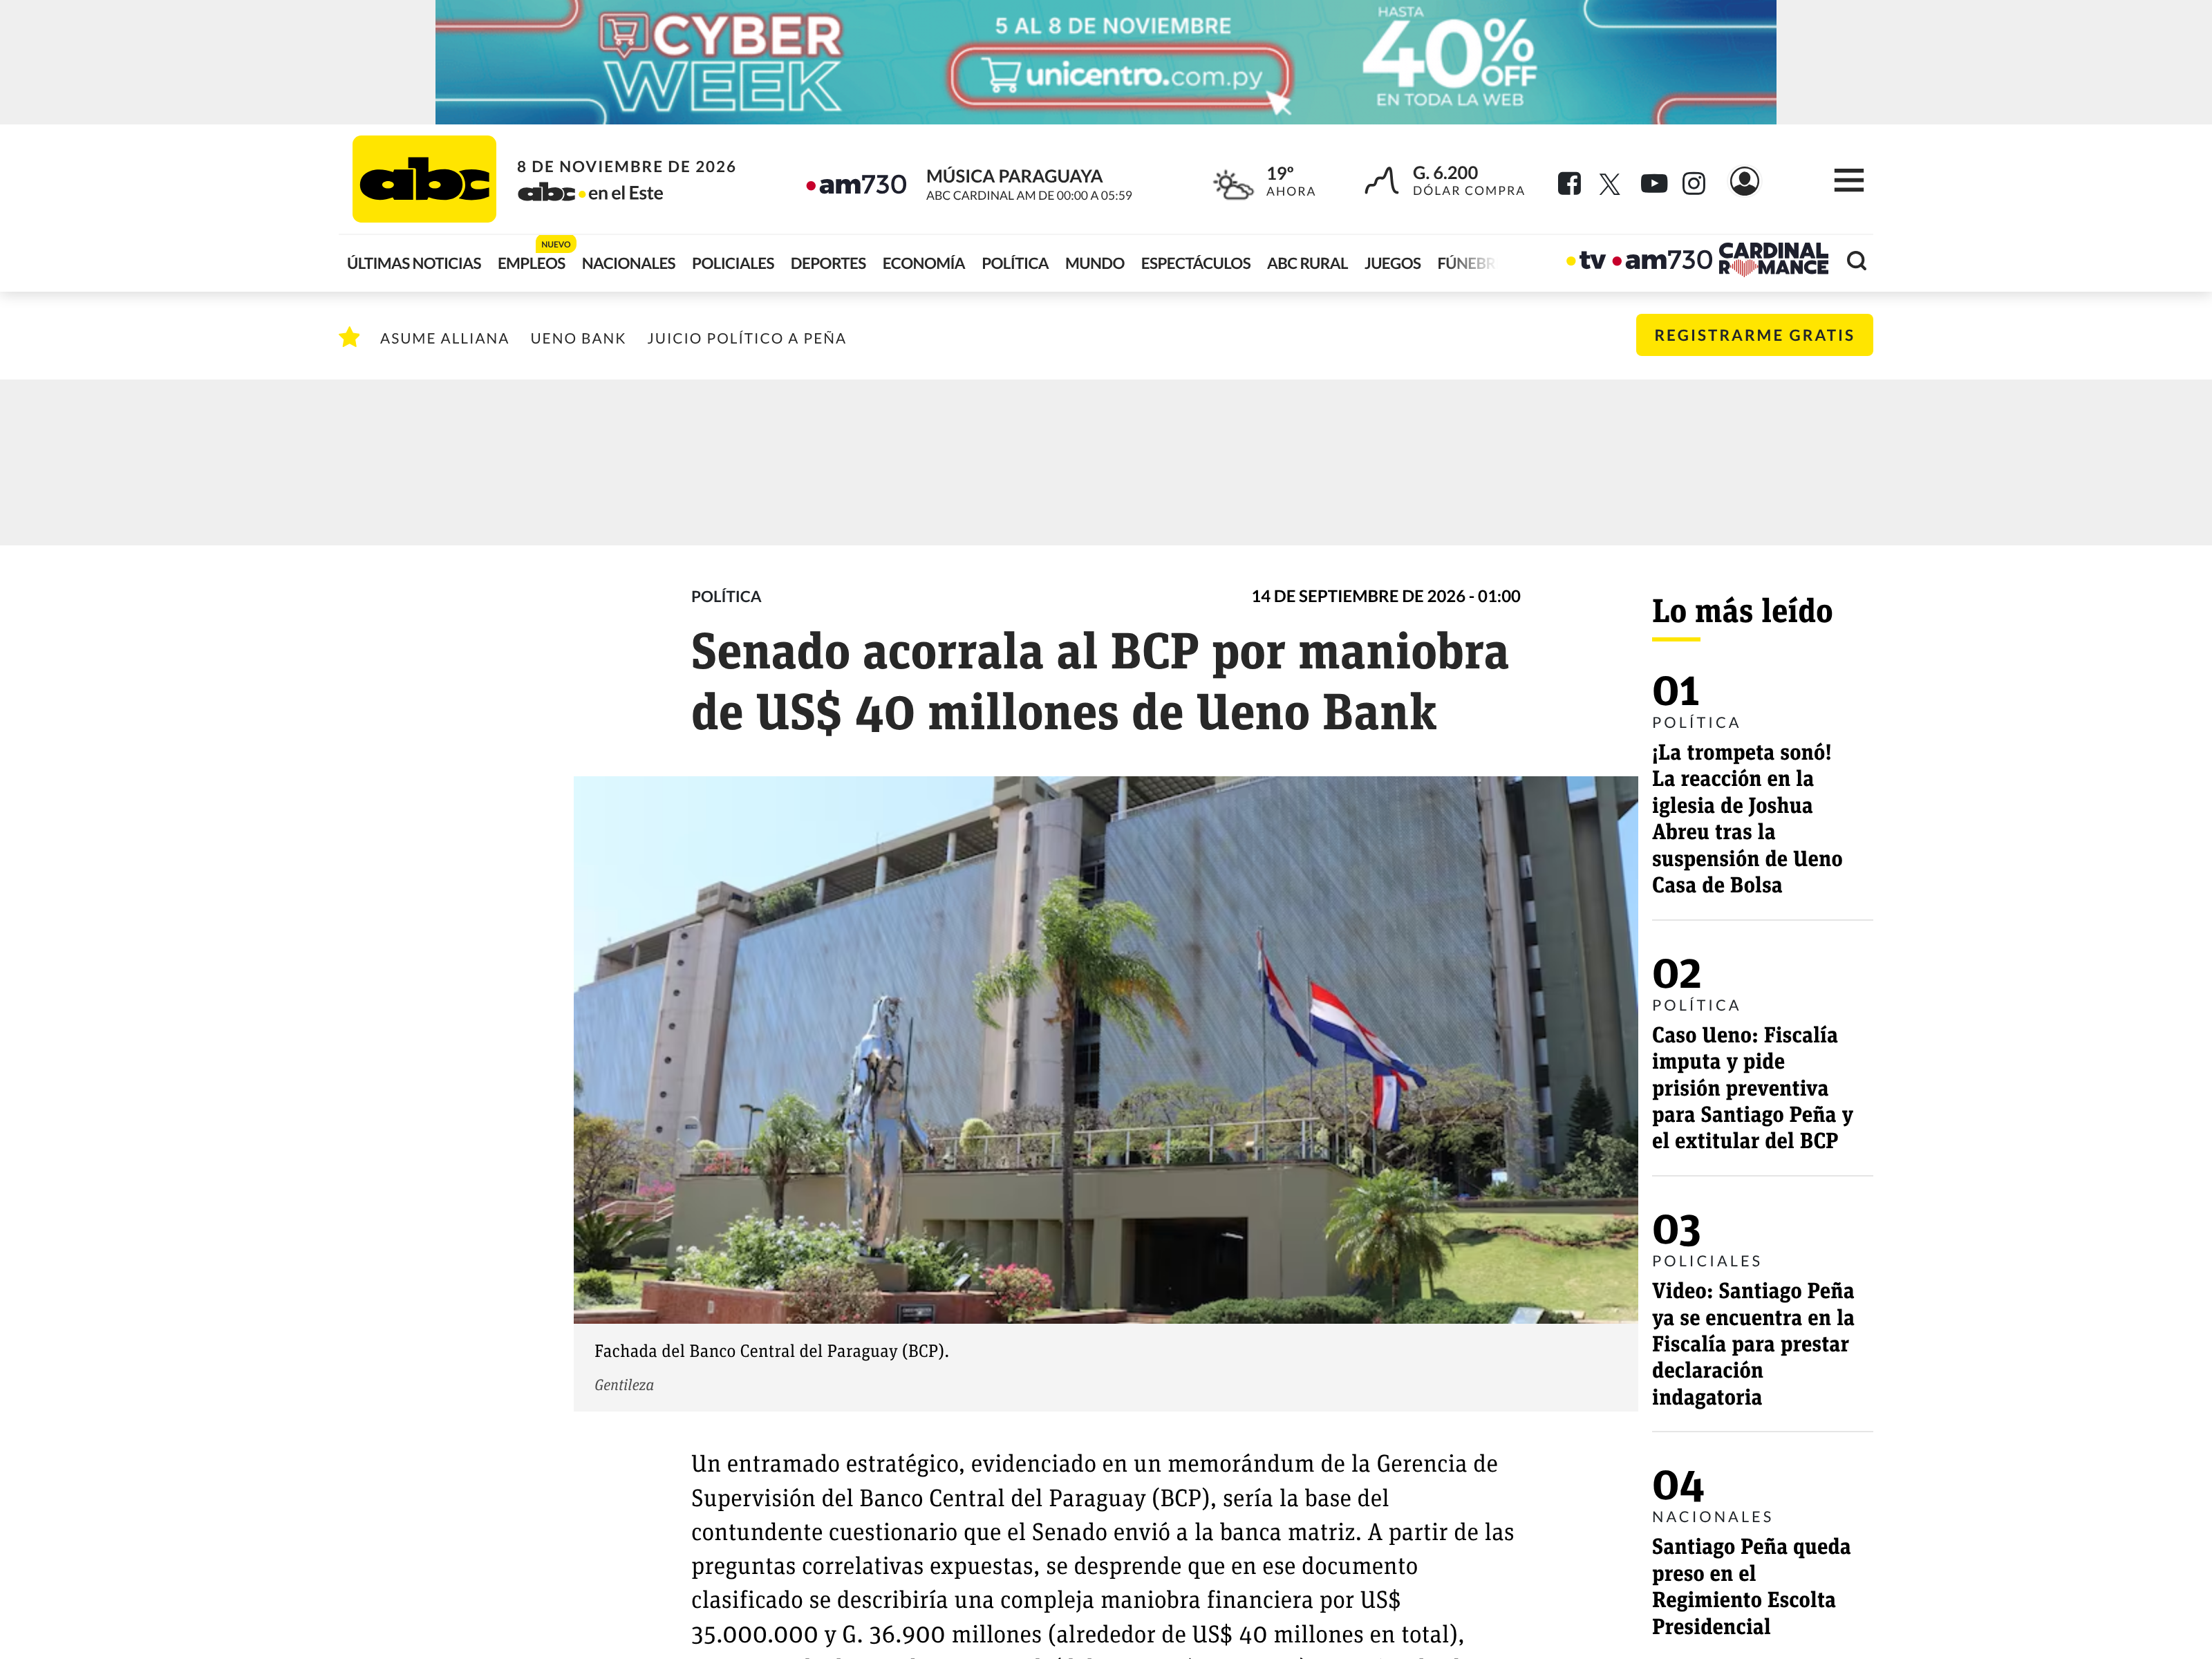 CYBER
WEEK
5 AL 8 DE NOVIEMBRE
unicentro.com.py
HASTA
40% OFF
EN TODA LA WEB
abc
8 DE NOVIEMBRE DE 2026
abc en el Este
am730
MÚSICA PARAGUAYA
ABC CARDINAL AM DE 00:00 A 05:59
19º
AHORA
G. 6.200
DÓLAR COMPRA
NUEVO
ÚLTIMAS NOTICIAS EMPLEOS NACIONALES POLICIALES DEPORTES ECONOMÍA POLÍTICA MUNDO ESPECTÁCULOS ABC RURAL JUEGOS FÚNEBR
tv am730 CARDINAL
ROMANCE
ASUME ALLIANA UENO BANK JUICIO POLÍTICO A PEÑA
REGISTRARME GRATIS
POLÍTICA
14 DE SEPTIEMBRE DE 2026 - 01:00
Senado acorrala al BCP por maniobra
de US$ 40 millones de Ueno Bank
Fachada del Banco Central del Paraguay (BCP).
Gentileza
Un entramado estratégico, evidenciado en un memorándum de la Gerencia de
Supervisión del Banco Central del Paraguay (BCP), sería la base del
contundente cuestionario que el Senado envió a la banca matriz. A partir de las
preguntas correlativas expuestas, se desprende que en ese documento
clasificado se describiría una compleja maniobra financiera por US$
35.000.000 y G. 36.900 millones (alrededor de US$ 40 millones en total),
Lo más leído
01
POLÍTICA
¡La trompeta sonó!
La reacción en la
iglesia de Joshua
Abreu tras la
suspensión de Ueno
Casa de Bolsa
02
POLÍTICA
Caso Ueno: Fiscalía
imputa y pide
prisión preventiva
para Santiago Peña y
el extitular del BCP
03
POLICIALES
Video: Santiago Peña
ya se encuentra en la
Fiscalía para prestar
declaración
indagatoria
04
NACIONALES
Santiago Peña queda
preso en el
Regimiento Escolta
Presidencial